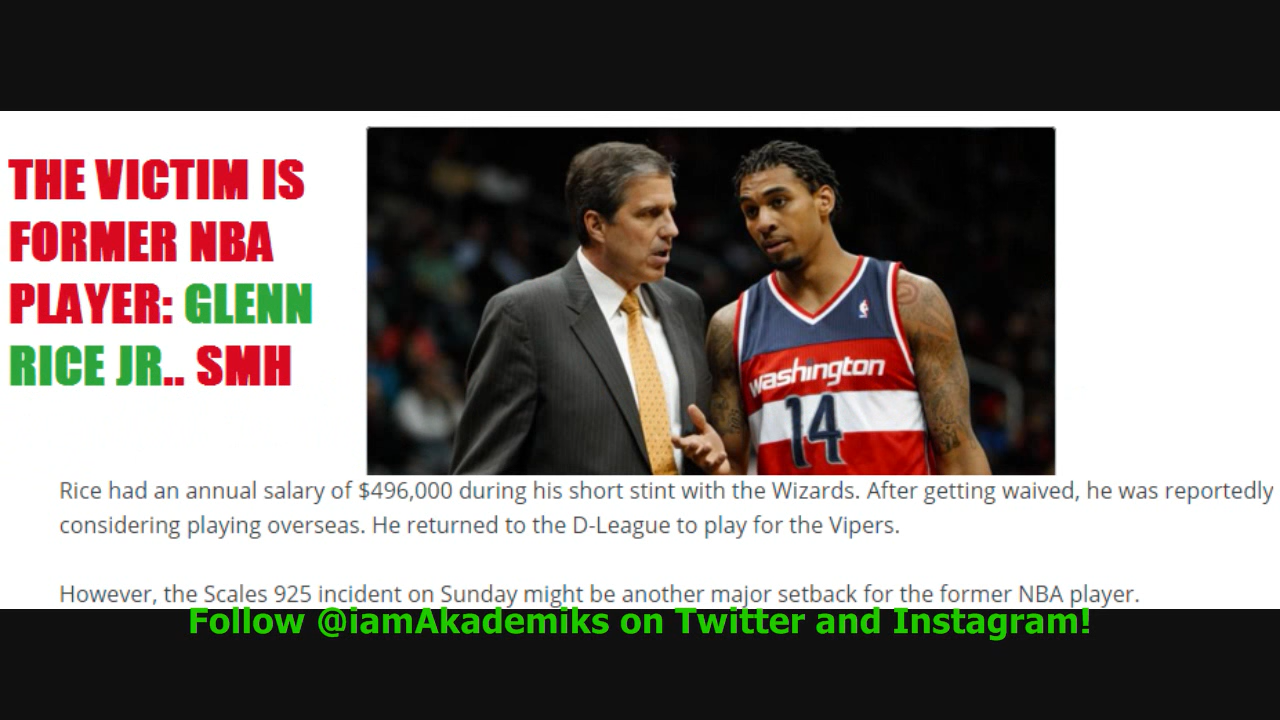 THE VICTIM IS
FORMER NBA
PLAYER: GLENN
RICE JR.. SMH
washington
14
Rice had an annual salary of $496,000 during his short stint with the Wizards. After getting waived, he was reportedly
considering playing overseas. He returned to the D-League to play for the Vipers.
However, the Scales 925 incident on Sunday might be another major setback for the former NBA player.
Follow @iamAkademiks on Twitter and Instagram!